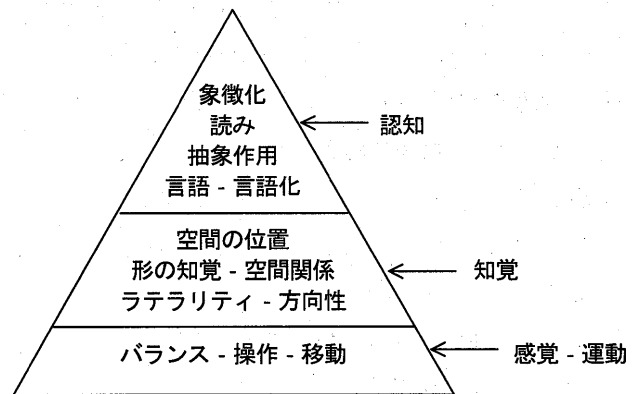 象徴化
読み
抽象作用
言語 - 言語化
認知
空間の位置
形の知覚 - 空間関係
ラテラリティ - 方向性
知覚
バランス - 操作 - 移動
感覚 - 運動